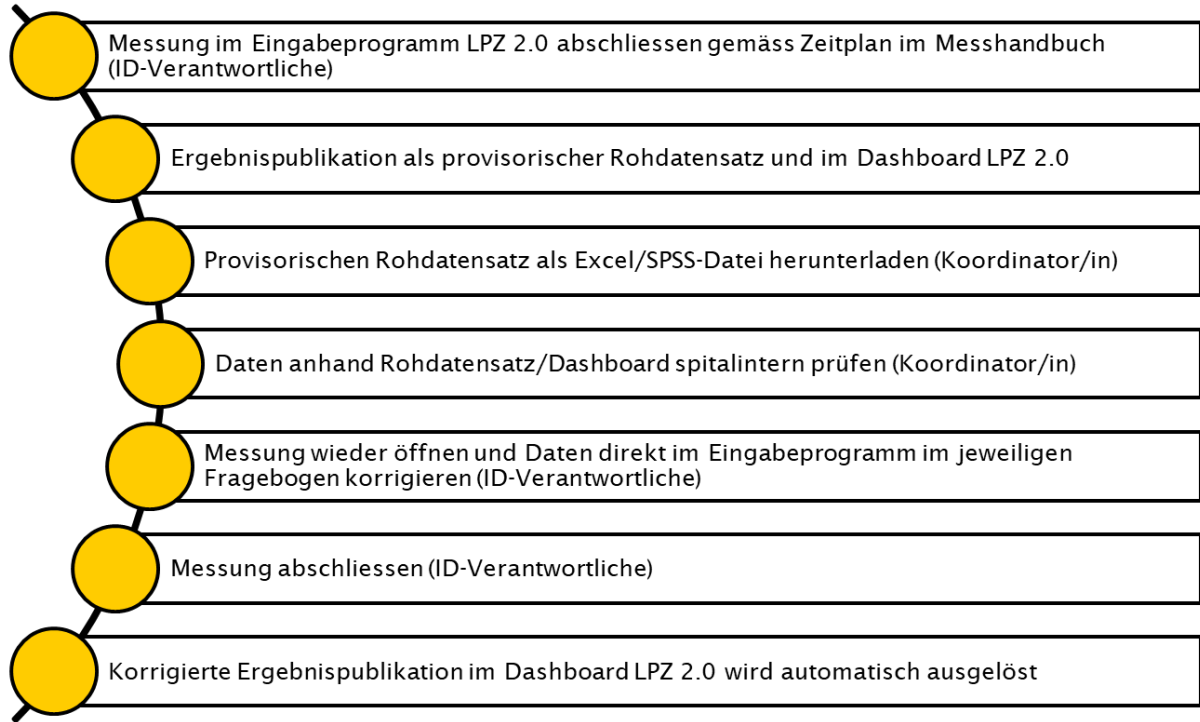 Messung im Eingabeprogramm LPZ 2.0 abschliessen gemäss Zeitplan im Messhandbuch
(ID-Verantwortliche)
Ergebnispublikation als provisorischer Rohdatensatz und im Dashboard LPZ 2.0
Provisorischen Rohdatensatz als Excel/SPSS-Datei herunterladen (Koordinator/in)
Daten anhand Rohdatensatz/Dashboard spitalintern prüfen (Koordinator/in)
Messung wieder öffnen und Daten direkt im Eingabeprogramm im jeweiligen
Fragebogen korrigieren (ID-Verantwortliche)
Messung abschliessen (ID-Verantwortliche)
Korrigierte Ergebnispublikation im Dashboard LPZ 2.0 wird automatisch ausgelöst